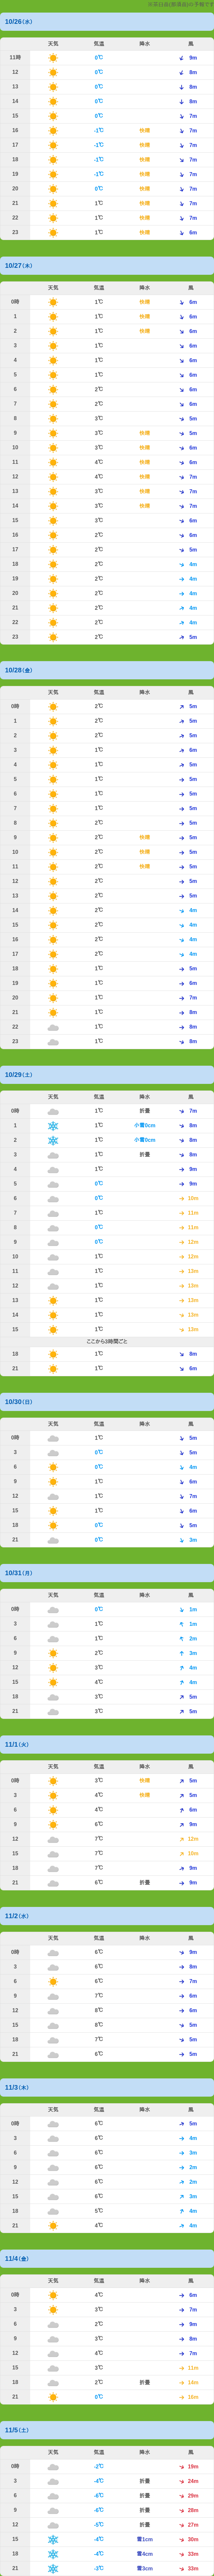 10/26(水)
天気 気温 降水 風
11時 0℃ 9m
12 0℃ 8m
13 0℃ 8m
14 0℃ 8m
15 0℃ 7m
16 -1℃ 快晴 7m
17 -1℃ 快晴 7m
18 -1℃ 快晴 7m
19 -1℃ 快晴 7m
20 0℃ 快晴 7m
21 1℃ 快晴 7m
22 1℃ 快晴 7m
23 1℃ 快晴 6m
10/27(木)
天気 気温 降水 風
0時 1℃ 快晴 6m
1 1℃ 快晴 6m
2 1℃ 快晴 6m
3 1℃ 6m
4 1℃ 6m
5 1℃ 6m
6 2℃ 6m
7 2℃ 6m
8 3℃ 5m
9 3℃ 快晴 5m
10 3℃ 快晴 6m
11 4℃ 快晴 6m
12 4℃ 快晴 7m
13 3℃ 快晴 7m
14 3℃ 快晴 7m
15 3℃ 6m
16 2℃ 6m
17 2℃ 5m
18 2℃ 4m
19 2℃ 4m
20 2℃ 4m
21 2℃ 4m
22 2℃ 4m
23 2℃ 5m
10/28(金)
天気 気温 降水 風
0時 2℃ 5m
1 2℃ 5m
2 2℃ 5m
3 1℃ 6m
4 1℃ 5m
5 1℃ 5m
6 1℃ 5m
7 1℃ 5m
8 2℃ 5m
9 2℃ 快晴 5m
10 2℃ 快晴 5m
11 2℃ 快晴 5m
12 2℃ 5m
13 2℃ 5m
14 2℃ 4m
15 2℃ 4m
16 2℃ 4m
17 2℃ 4m
18 1℃ 5m
19 1℃ 6m
20 1℃ 7m
21 1℃ 8m
22 1℃ 8m
23 1℃ 8m
10/29(土)
天気 気温 降水 風
0時 1℃ 折畳 7m
1 1℃ 小雪0cm 8m
2 1℃ 小雪0cm 8m
3 1℃ 折畳 8m
4 1℃ 9m
5 0℃ 9m
6 0℃ 10m
7 1℃ 11m
8 0℃ 11m
9 0℃ 12m
10 1℃ 12m
11 1℃ 13m
12 1℃ 13m
13 1℃ 13m
14 1℃ 13m
15 1℃ 13m
ここから3時間ごと
18 1℃ 8m
21 1℃ 6m
10/30(日)
天気 気温 降水 風
0時 1℃ 5m
3 0℃ 5m
6 0℃ 4m
9 1℃ 6m
12 1℃ 7m
15 1℃ 6m
18 0℃ 5m
21 0℃ 3m
10/31(月)
天気 気温 降水 風
0時 0℃ 1m
3 1℃ 1m
6 1℃ 2m
9 2℃ 3m
12 3℃ 4m
15 4℃ 4m
18 3℃ 5m
21 3℃ 5m
11/1(火)
天気 気温 降水 風
0時 3℃ 快晴 5m
3 4℃ 快晴 5m
6 4℃ 6m
9 6℃ 9m
12 7℃ 12m
15 7℃ 10m
18 7℃ 9m
21 6℃ 折畳 9m
11/2(水)
天気 気温 降水 風
0時 6℃ 9m
3 6℃ 8m
6 6℃ 7m
9 7℃ 6m
12 8℃ 6m
15 8℃ 5m
18 7℃ 5m
21 6℃ 5m
11/3(木)
天気 気温 降水 風
0時 6℃ 5m
3 6℃ 4m
6 6℃ 3m
9 6℃ 2m
12 6℃ 2m
15 6℃ 3m
18 5℃ 4m
21 4℃ 4m
11/4(金)
天気 気温 降水 風
0時 4℃ 6m
3 3℃ 7m
6 2℃ 9m
9 3℃ 8m
12 4℃ 7m
15 3℃ 11m
18 2℃ 折畳 14m
21 0℃ 16m
11/5(土)
天気 気温 降水 風
0時 -2℃ 19m
3 -4℃ 折畳 24m
6 -6℃ 折畳 29m
9 -6℃ 折畳 28m
12 -5℃ 折畳 27m
15 -4℃ 雪1cm 30m
18 -4℃ 雪4cm 33m
21 -3℃ 雪3cm 33m